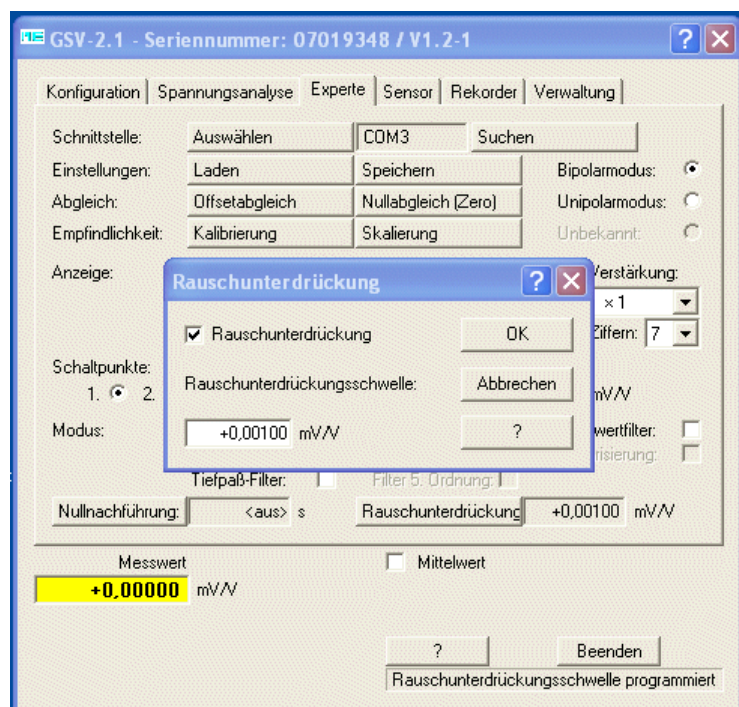 ME GSV-2.1 - Seriennummer: 07019348 / V1.2-1 ?
Konfiguration Spannungsanalyse Experte Sensor Rekorder Verwaltung
Schnittstelle: Auswählen COM3 Suchen
Einstellungen: Laden Speichern Bipolarmodus:
Abgleich: Offsetabgleich Nullabgleich (Zero) Unipolarmodus:
Empfindlichkeit: Kalibrierung Skalierung Unbekannt:
Anzeige: Verstärkung:
× 1
Ziffern: 7
Rauschunterdrückung ?
Rauschunterdrückung OK
Rauschunterdrückungsschwelle: Abbrechen
+0,00100 mV/V ?
Schaltpunkte:
1. 2. mV/V
Modus: wertfilter:
risierung:
Tiefpaß-Filter: Filter 5. Ordnung:
Nullnachführung: <aus> s Rauschunterdrückung +0,00100 mV/V
Messwert Mittelwert
+0,00000 mV/V
? Beenden
Rauschunterdrückungsschwelle programmiert